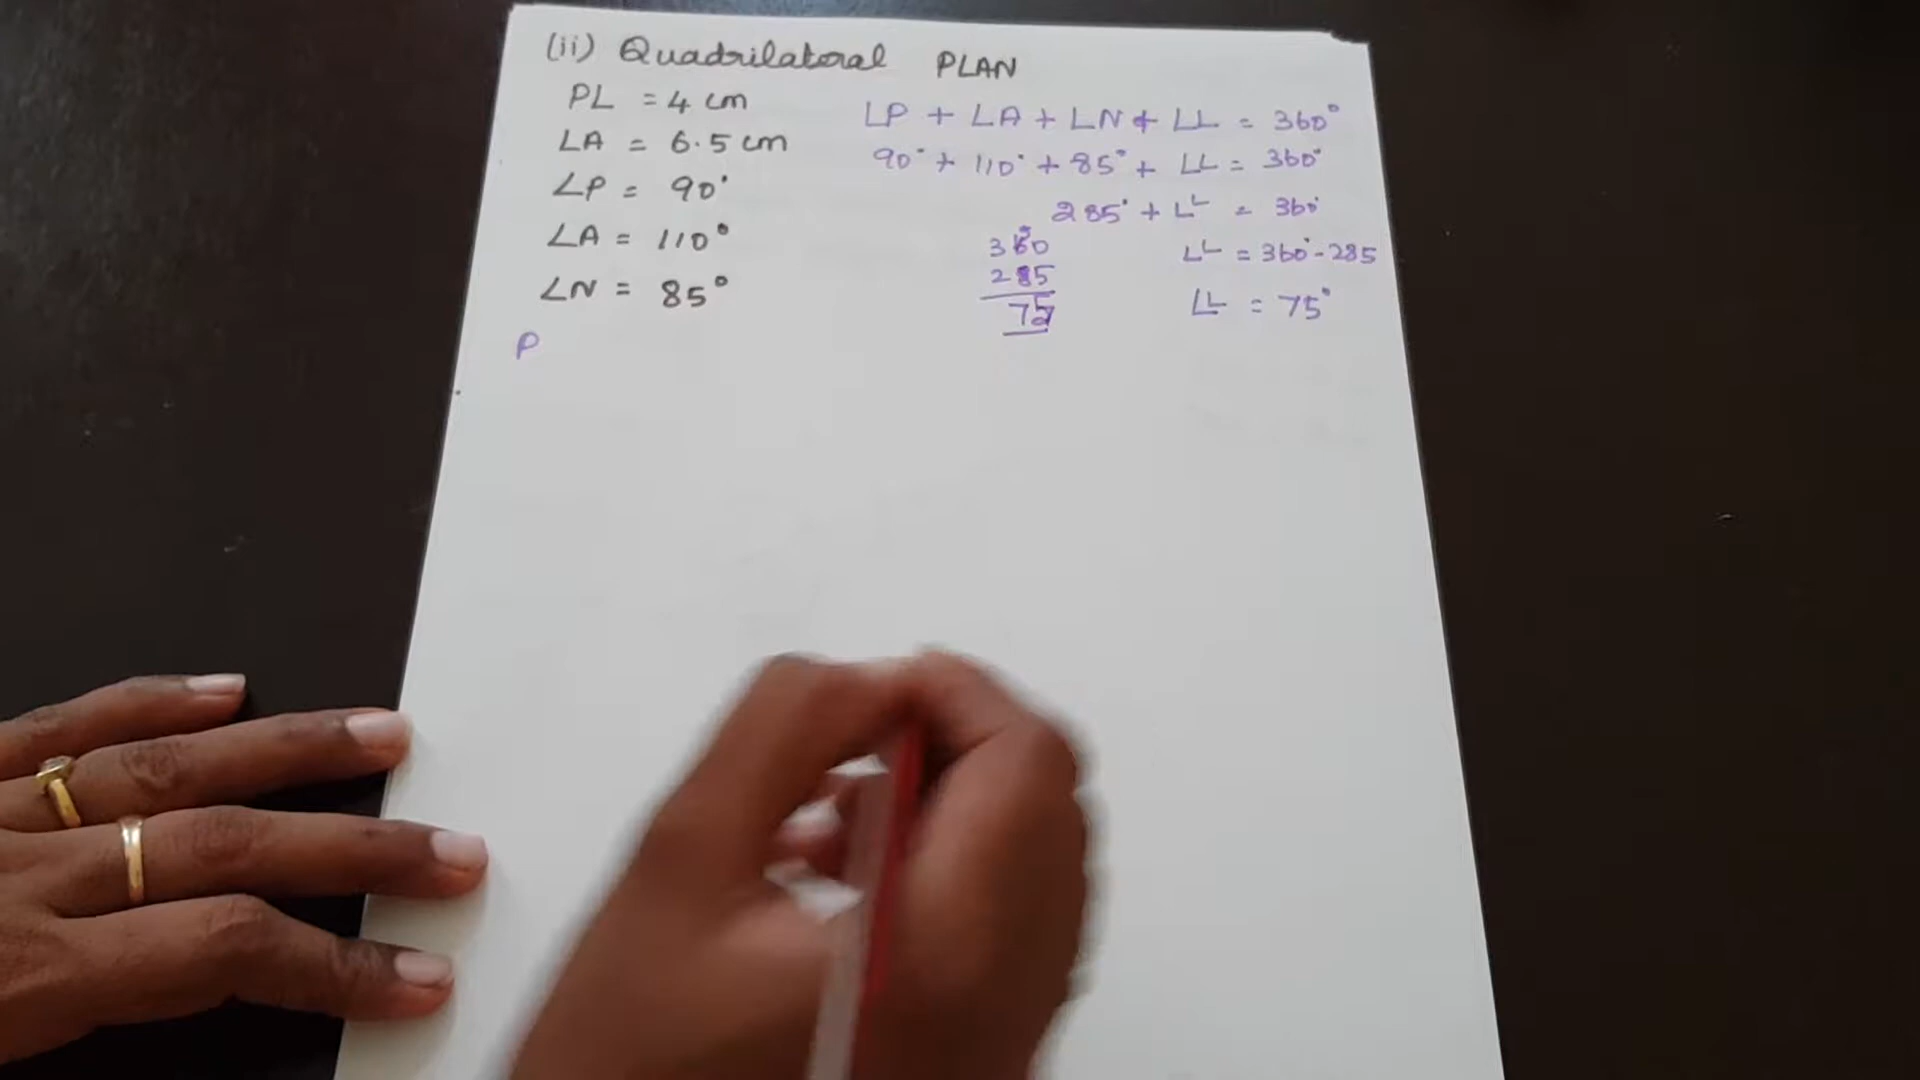 (ii) Quadrilateral PLAN
PL = 4 cm
LA = 6.5 cm
∠P = 90°
∠A = 110°
∠N = 85°
P
∠P + ∠A + ∠N + ∠L = 360°
90° + 110° + 85° + ∠L = 360°
285° + ∠L = 360°
∠L = 360° - 285
∠L = 75°
360
285
75